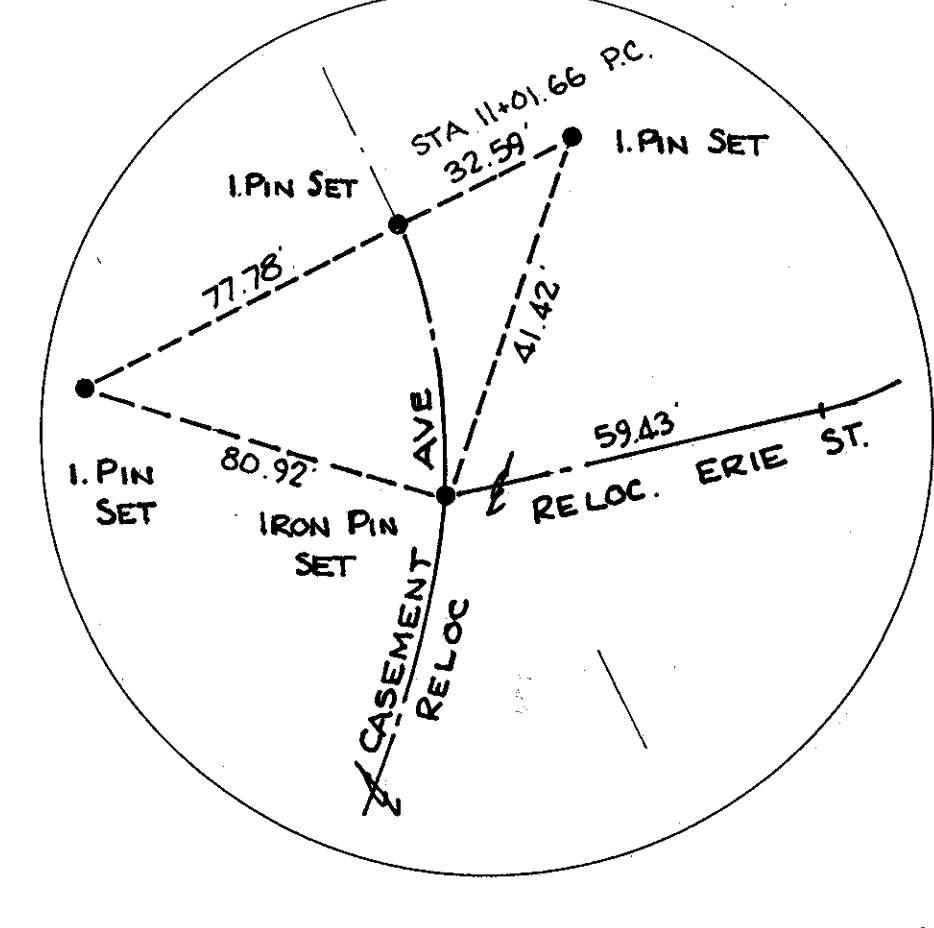 STA. 11+01.66 P.C.
32.59'
I. PIN SET
I. PIN SET
77.78'
41.42'
AVE
59.43'
RELOC. ERIE ST.
80.92'
I. PIN
SET
IRON PIN
SET
CASEMENT
RELOC